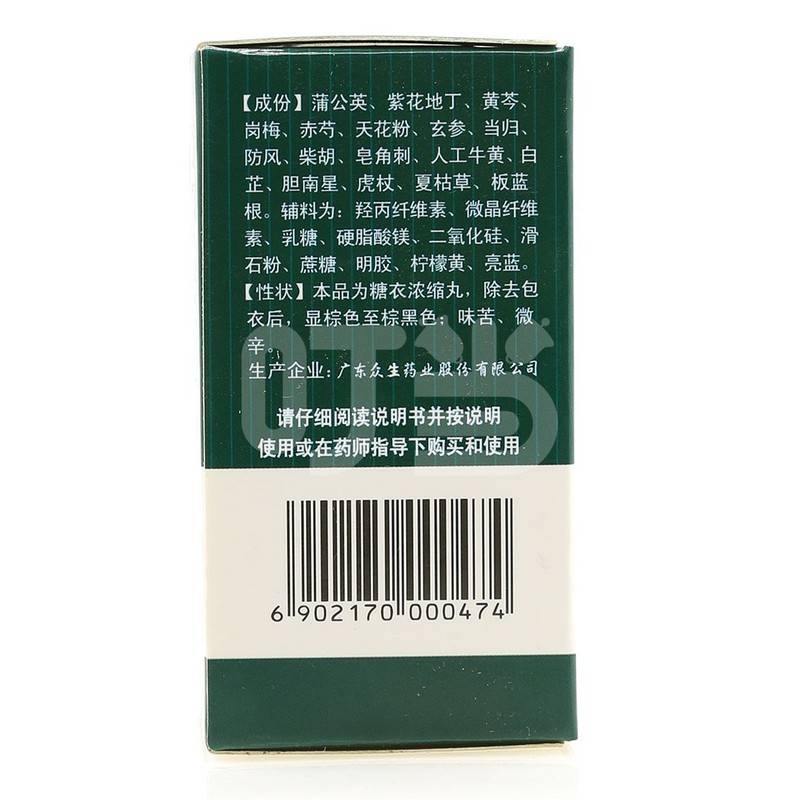 【成份】蒲公英、紫花地丁、黄芩、
岗梅、赤芍、天花粉、玄参、当归、
防风、柴胡、皂角刺、人工牛黄、白
芷、胆南星、虎杖、夏枯草、板蓝
根。辅料为：羟丙纤维素、微晶纤维
素、乳糖、硬脂酸镁、二氧化硅、滑
石粉、蔗糖、明胶、柠檬黄、亮蓝。
【性状】本品为糖衣浓缩丸，除去包
衣后，显棕色至棕黑色；味苦、微
辛。
生产企业：广东众生药业股份有限公司
请仔细阅读说明书并按说明
使用或在药师指导下购买和使用
6 902170 000474